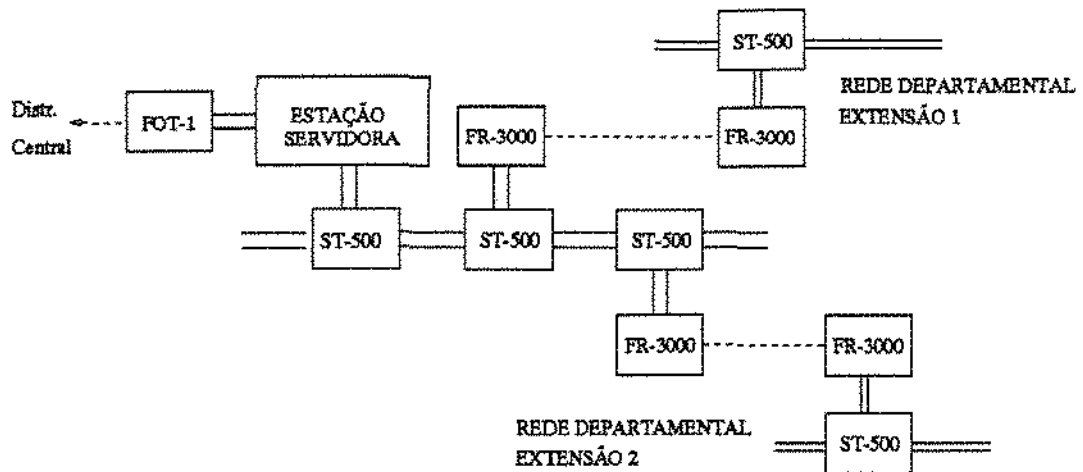 ST-500
REDE DEPARTAMENTAL
EXTENSÃO 1
Distr.
Central
FOT-1
ESTAÇÃO
SERVIDORA
FR-3000
FR-3000
ST-500
ST-500
ST-500
FR-3000
FR-3000
REDE DEPARTAMENTAL
EXTENSÃO 2
ST-500